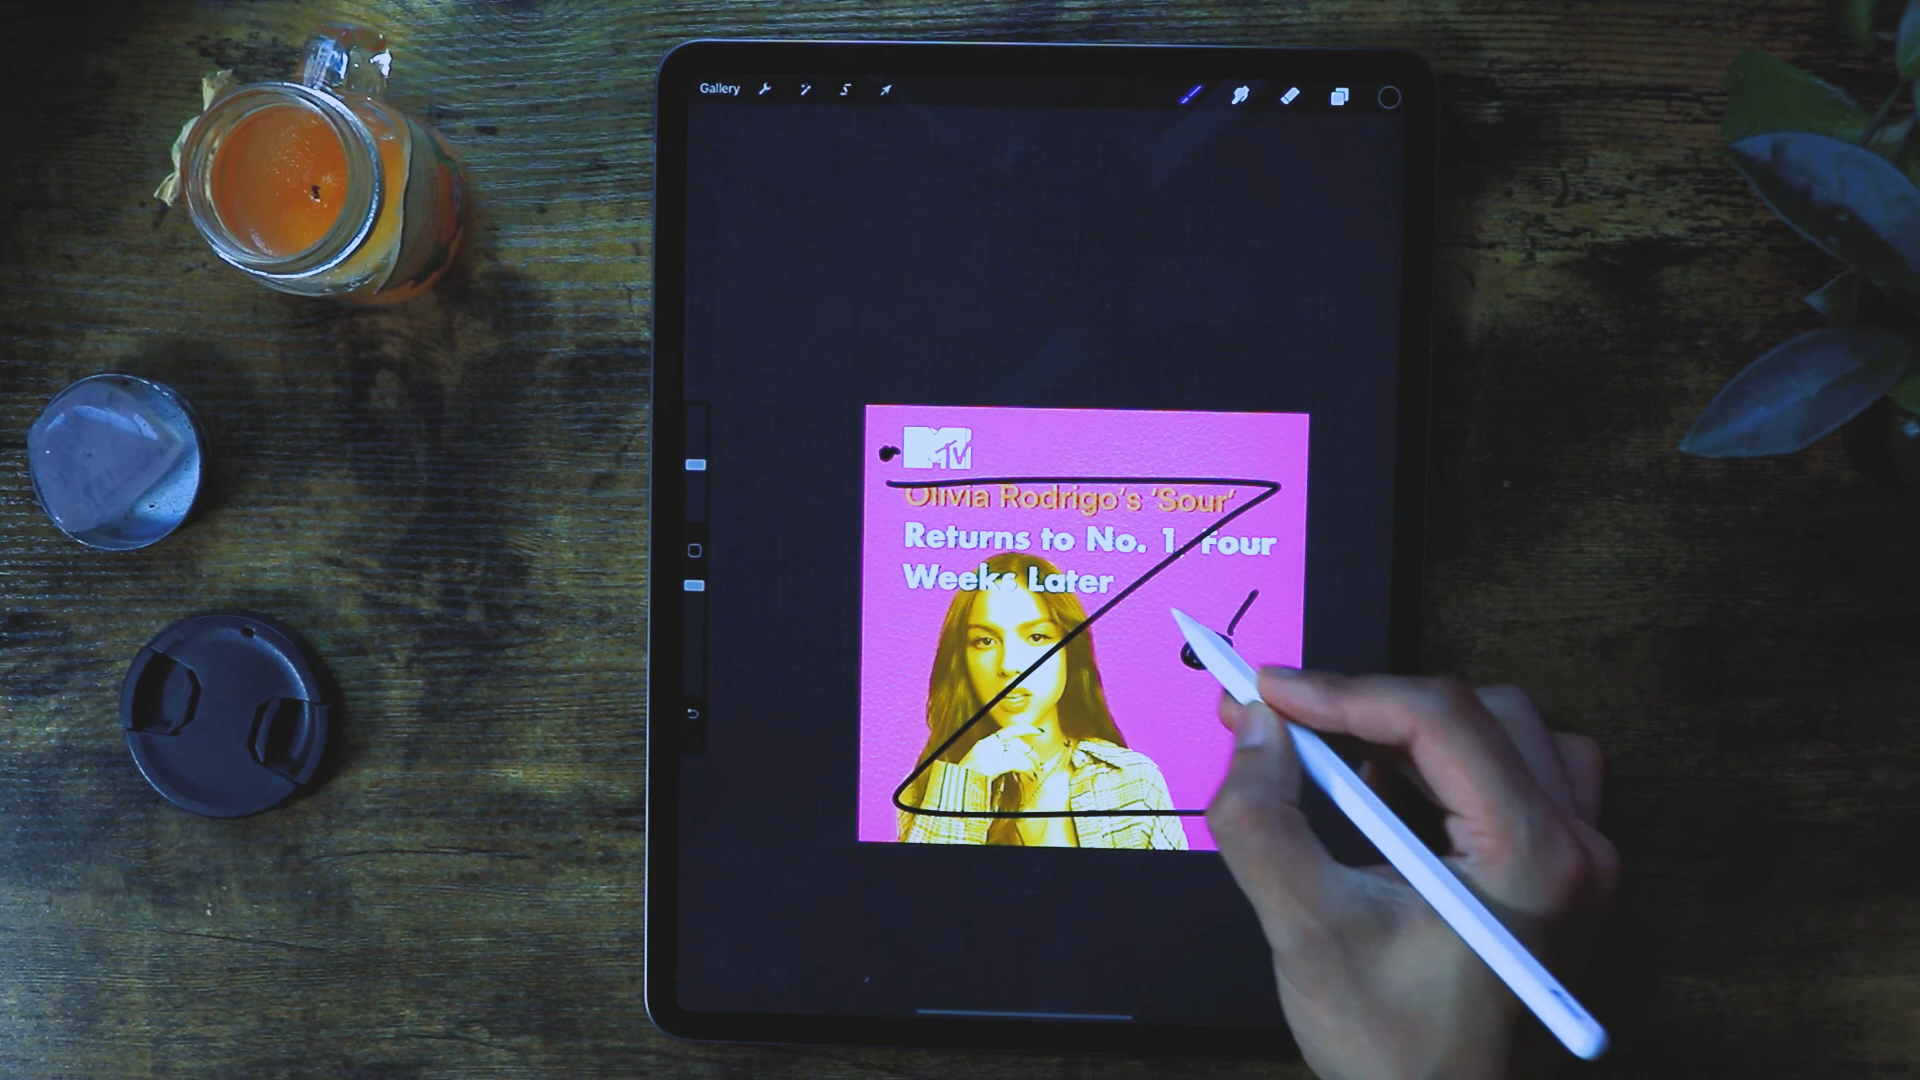 Gallery
MTV
Olivia Rodrigo's 'Sour'
Returns to No. 1, Four
Weeks Later